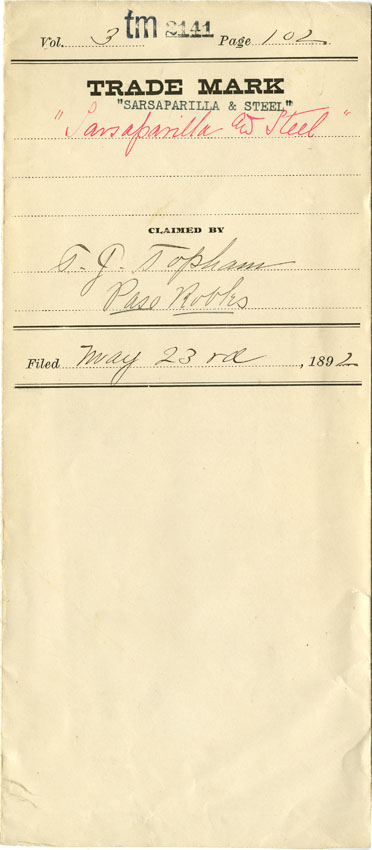 Vol. 3 tm 2141 Page 102
TRADE MARK
"SARSAPARILLA & STEEL"
"Sarsaparilla and Steel"
CLAIMED BY
T. J. Topham
Paso Robles
Filed May 23rd, 1892